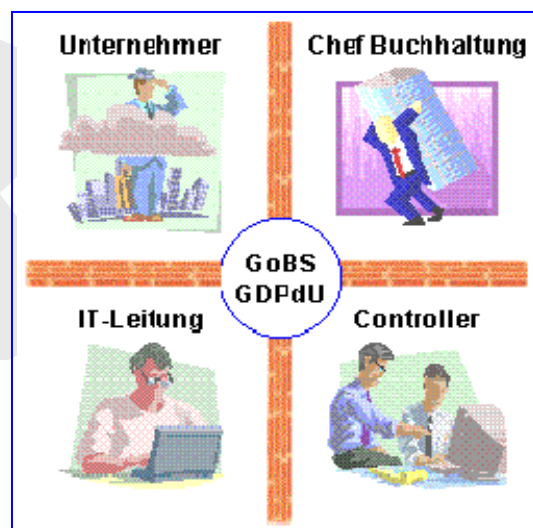 Unternehmer
Chef Buchhaltung
GoBS
GDPdU
IT-Leitung
Controller